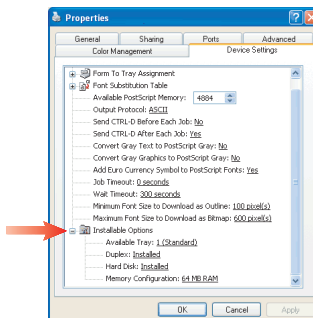 Properties
General Sharing Ports Advanced
Color Management Device Settings
Form To Tray Assignment
Font Substitution Table
Available PostScript Memory: 4884
Output Protocol: ASCII
Send CTRL-D Before Each Job: No
Send CTRL-D After Each Job: Yes
Convert Gray Text to PostScript Gray: No
Convert Gray Graphics to PostScript Gray: No
Add Euro Currency Symbol to PostScript Fonts: Yes
Job Timeout: 0 seconds
Wait Timeout: 300 seconds
Minimum Font Size to Download as Outline: 100 pixel(s)
Maximum Font Size to Download as Bitmap: 600 pixel(s)
Installable Options
Available Tray: 1 (Standard)
Duplex: Installed
Hard Disk: Installed
Memory Configuration: 64 MB RAM
OK Cancel Apply